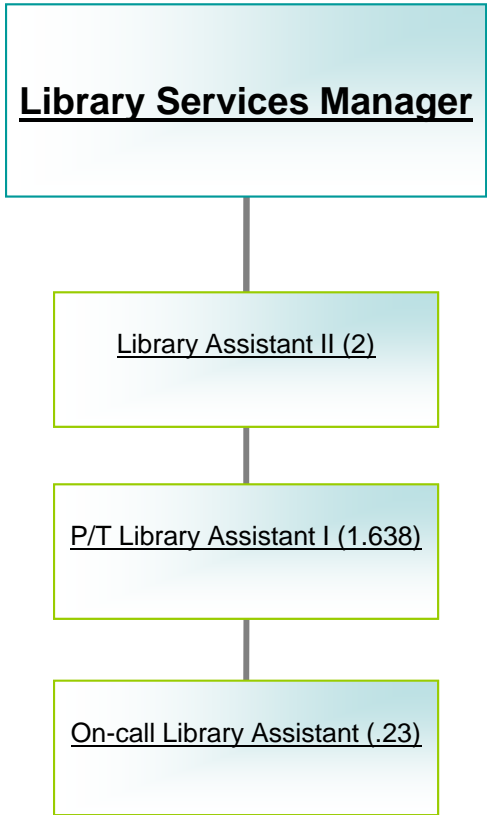 Library Services Manager
Library Assistant II (2)
P/T Library Assistant I (1.638)
On-call Library Assistant (.23)